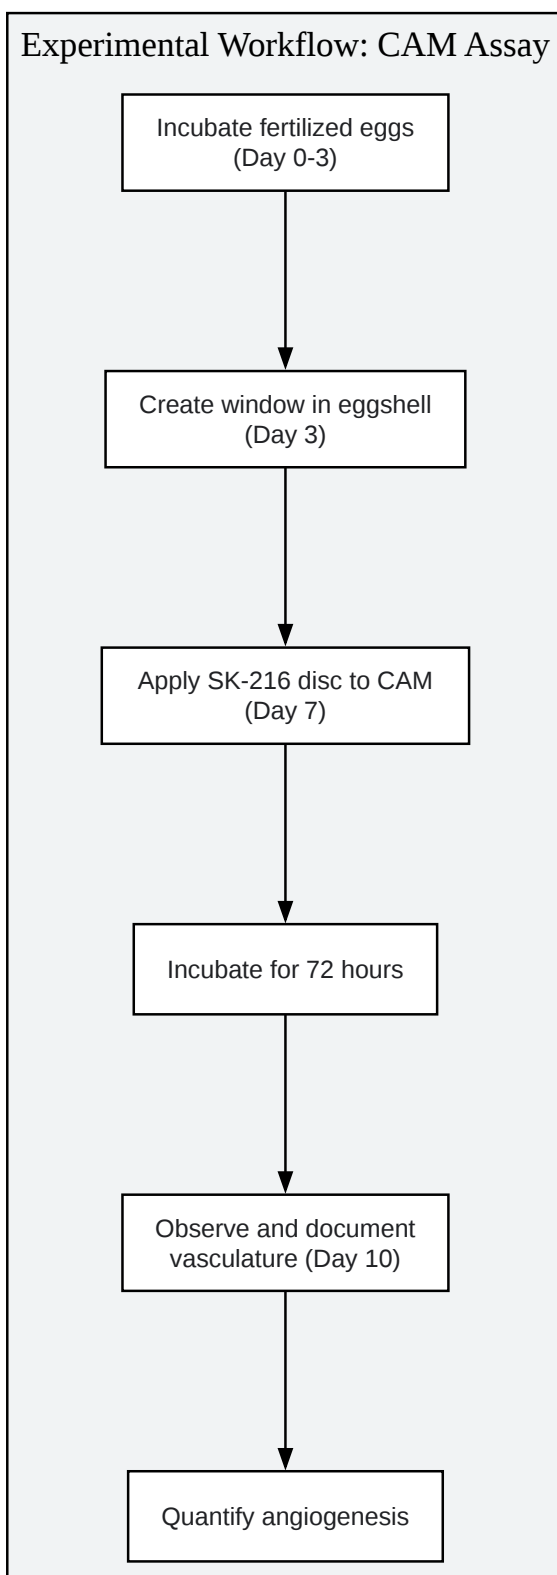 Experimental Workflow: CAM Assay
Incubate fertilized eggs
(Day 0-3)
Create window in eggshell
(Day 3)
Apply SK-216 disc to CAM
(Day 7)
Incubate for 72 hours
Observe and document
vasculature (Day 10)
Quantify angiogenesis